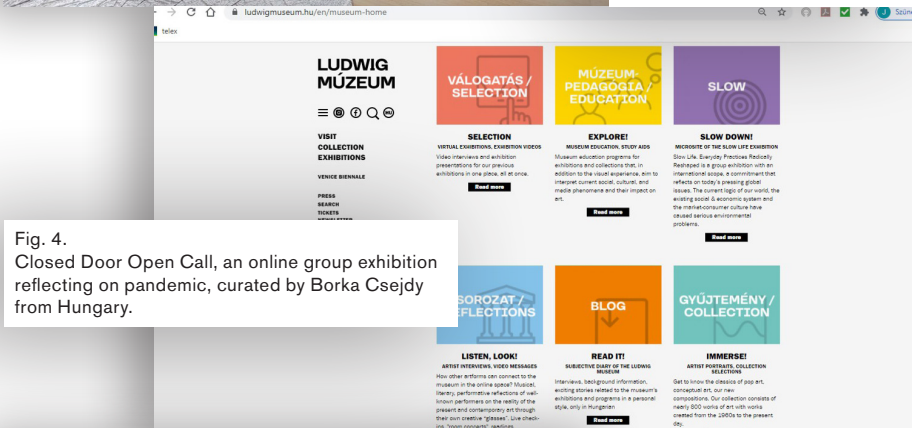 ludwigmuseum.hu/en/museum-home
Szüne
telex
LUDWIG
MÚZEUM
HU
VISIT
COLLECTION
EXHIBITIONS
VENICE BIENNALE
PRESS
SEARCH
TICKETS
NEWSLETTER
VÁLOGATÁS /
SELECTION
SELECTION
VIRTUAL EXHIBITIONS, EXHIBITION VIDEOS
Video interviews and exhibition
presentations for our previous
exhibitions in one place, all at once.
Read more
MÚZEUM-
PEDAGÓGIA /
EDUCATION
EXPLORE!
MUSEUM EDUCATION, STUDY AIDS
Museum education programs for
exhibitions and collections that, in
addition to the visual experience, aim to
interpret current social, cultural, and
media phenomena and their impact on
art.
Read more
SLOW
SLOW DOWN!
MICROSITE OF THE SLOW LIFE EXHIBITION
Slow Life. Everyday Practices Radically
Reshaped is a group exhibition with an
international scope, a commitment that
reflects on today's pressing global
issues. The current logic of our world, the
existing social & economic system and
the market-consumer culture have
caused serious environmental
problems.
Read more
Fig. 4.
Closed Door Open Call, an online group exhibition
reflecting on pandemic, curated by Borka Csejdy
from Hungary.
SOROZAT /
REFLECTIONS
LISTEN, LOOK!
ARTIST INTERVIEWS, VIDEO MESSAGES
How other artforms can connect to the
museum in the online space? Musical,
literary, performative reflections of well-
known performers on the reality of the
present and contemporary art through
their own creative "glasses". Live check-
ins, "room concerts", readings
BLOG
READ IT!
SUBJECTIVE DIARY OF THE LUDWIG
MUSEUM
Interviews, background information,
exciting stories related to the museum's
exhibitions and programs in a personal
style, only in Hungarian
Read more
GYŰJTEMÉNY /
COLLECTION
IMMERSE!
ARTIST PORTRAITS, COLLECTION
SELECTIONS
Get to know the classics of pop art,
conceptual art, our new
compositions. Our collection consists of
nearly 800 works of art with works
created from the 1960s to the present
day.